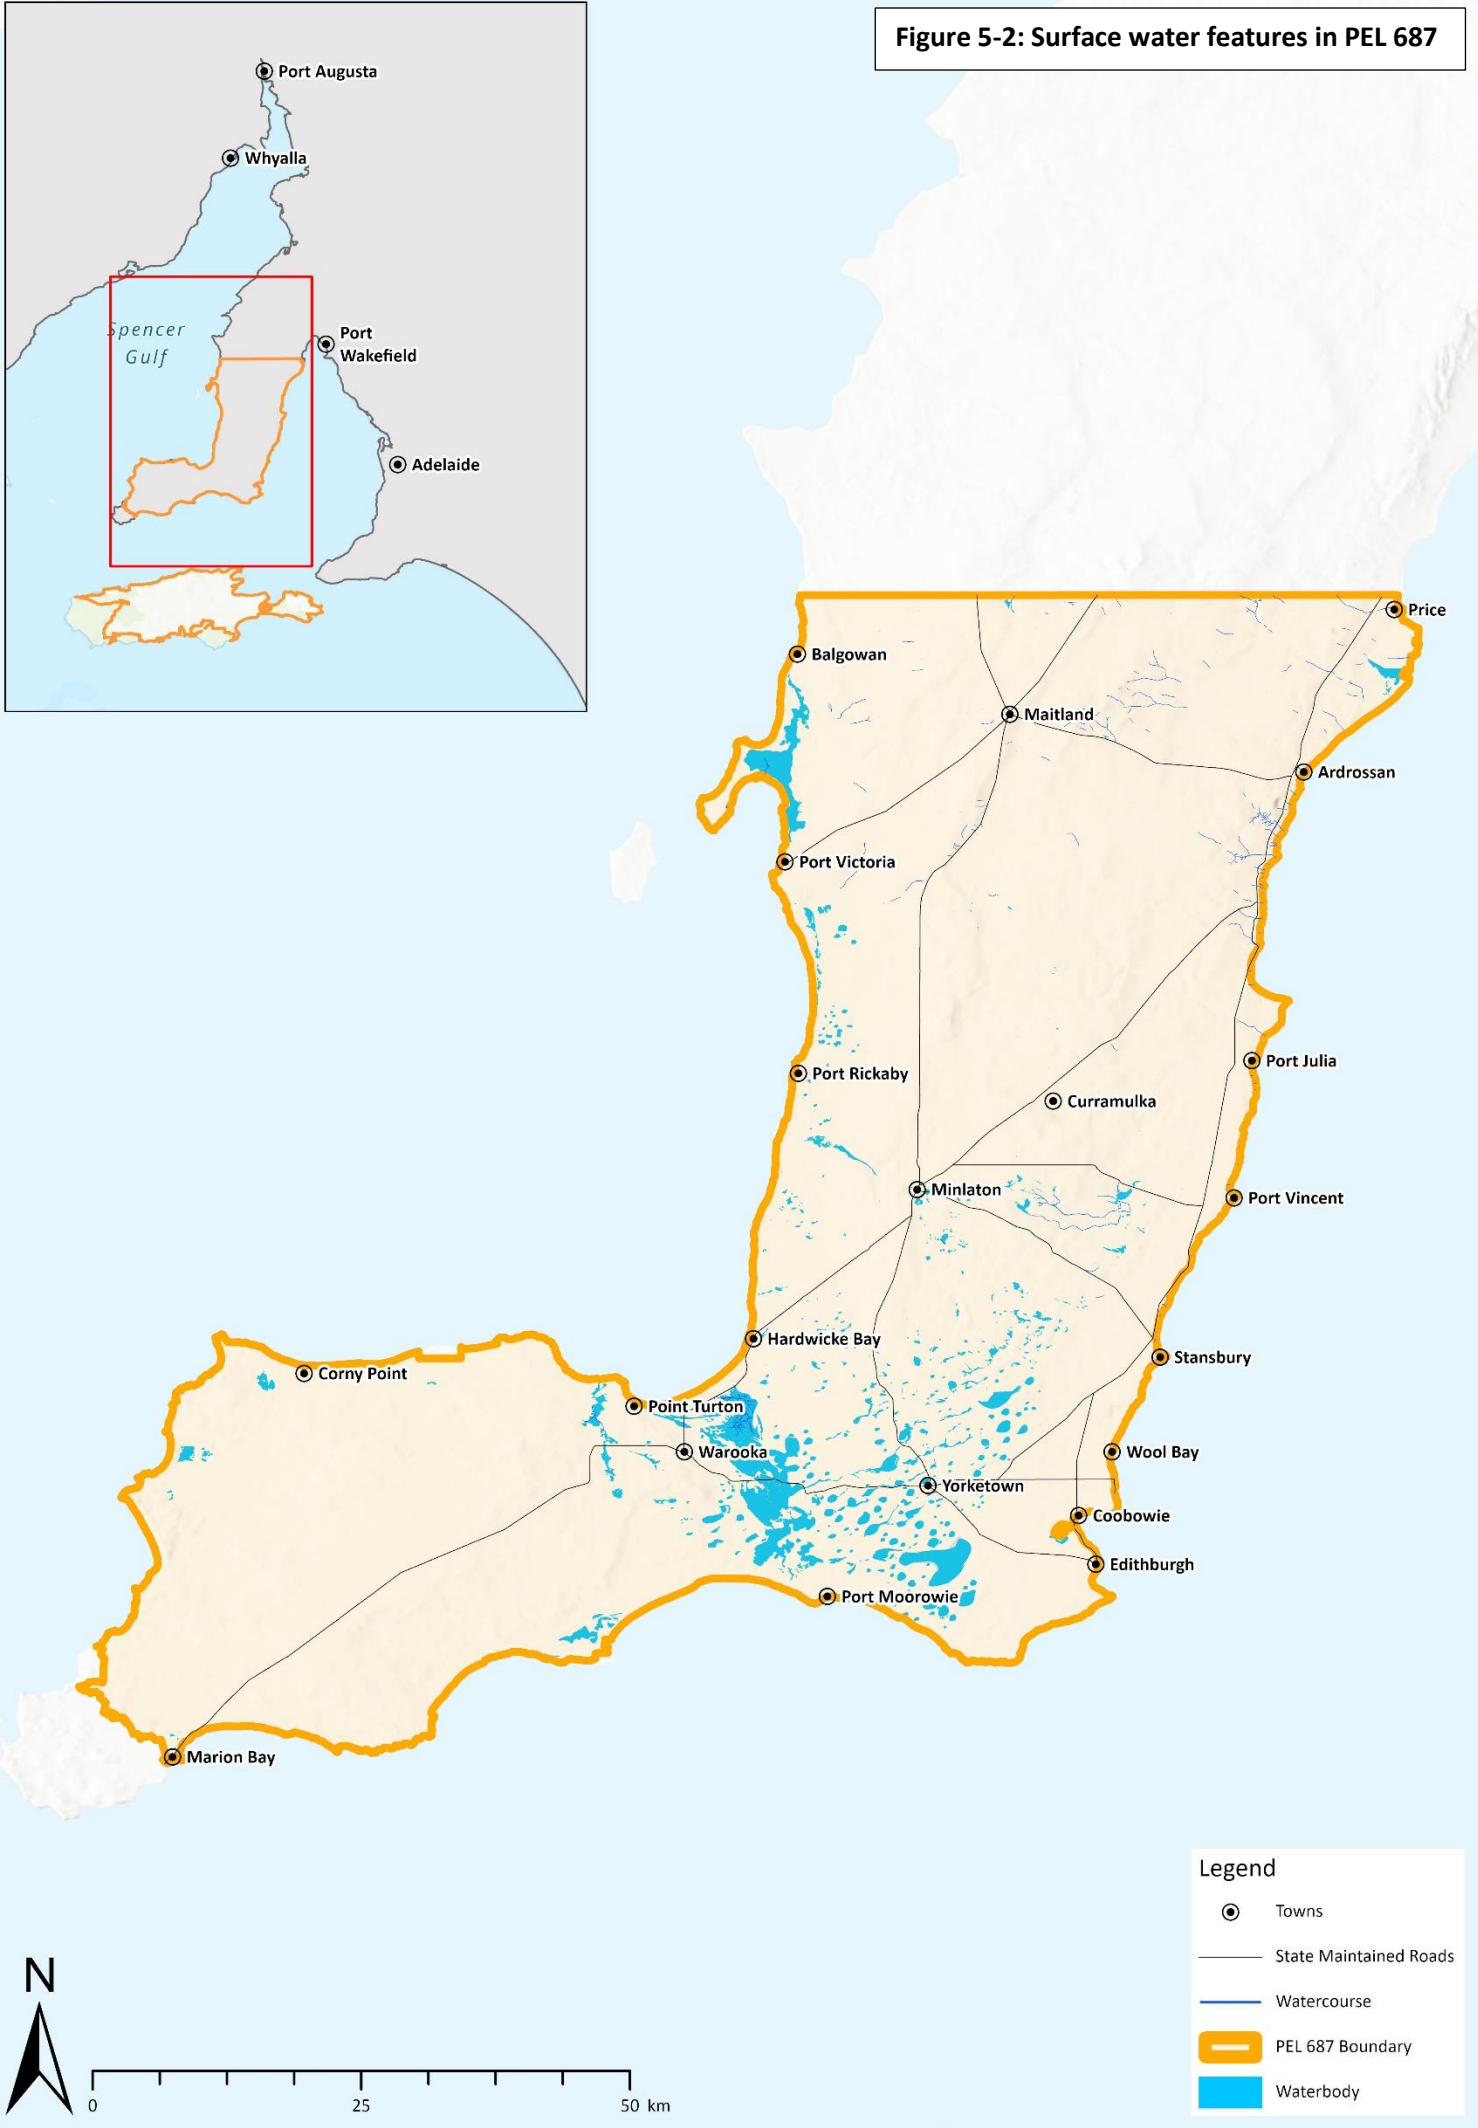 Figure 5-2: Surface water features in PEL 687
Port Augusta
Whyalla
Spencer
Gulf
Port
Wakefield
Adelaide
Price
Balgowan
Maitland
Ardrossan
Port Victoria
Port Julia
Port Rickaby
Curramulka
Minlaton
Port Vincent
Hardwicke Bay
Stansbury
Corny Point
Point Turton
Warooka
Wool Bay
Yorketown
Coobowie
Edithburgh
Port Moorowie
Marion Bay
Legend
Towns
State Maintained Roads
Watercourse
PEL 687 Boundary
Waterbody
N
0 25 50 km